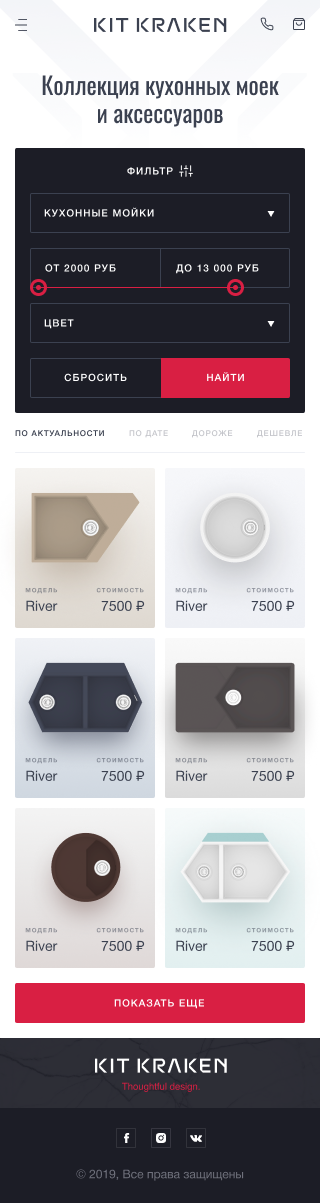 KIT KRAKEN
Коллекция кухонных моек
и аксессуаров
ФИЛЬТР
КУХОННЫЕ МОЙКИ
ОТ 2000 РУБ
ДО 13 000 РУБ
ЦВЕТ
СБРОСИТЬ
НАЙТИ
ПО АКТУАЛЬНОСТИ ПО ДАТЕ ДОРОЖЕ ДЕШЕВЛЕ
МОДЕЛЬ СТОИМОСТЬ
River 7500 ₽
МОДЕЛЬ СТОИМОСТЬ
River 7500 ₽
МОДЕЛЬ СТОИМОСТЬ
River 7500 ₽
МОДЕЛЬ СТОИМОСТЬ
River 7500 ₽
МОДЕЛЬ СТОИМОСТЬ
River 7500 ₽
МОДЕЛЬ СТОИМОСТЬ
River 7500 ₽
ПОКАЗАТЬ ЕЩЕ
KIT KRAKEN
Thoughtful design.
© 2019, Все права защищены